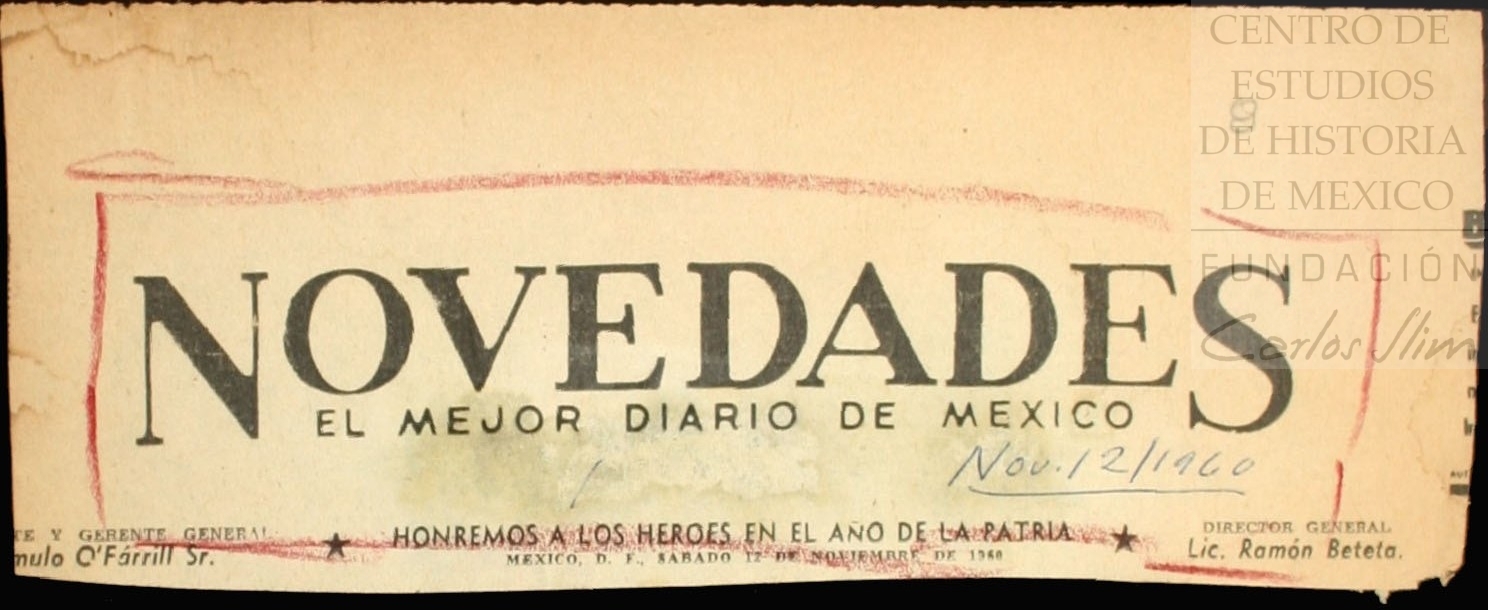 CENTRO DE
ESTUDIOS
DE HISTORIA
DE MEXICO
FUNDACIÓN
Carlos Slim
NOVEDADES
EL MEJOR DIARIO DE MEXICO
Nov. 12/1960
TE Y GERENTE GENERAL
mulo O'Fárrill Sr.
★ HONREMOS A LOS HEROES EN EL AÑO DE LA PATRIA ★
MEXICO, D. F., SABADO 12 DE NOVIEMBRE DE 1960
DIRECTOR GENERAL
Lic. Ramón Beteta.